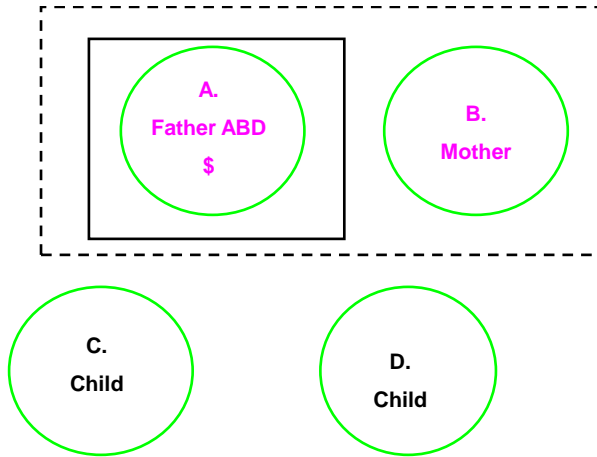 A.
Father ABD
$
B.
Mother
C.
Child
D.
Child